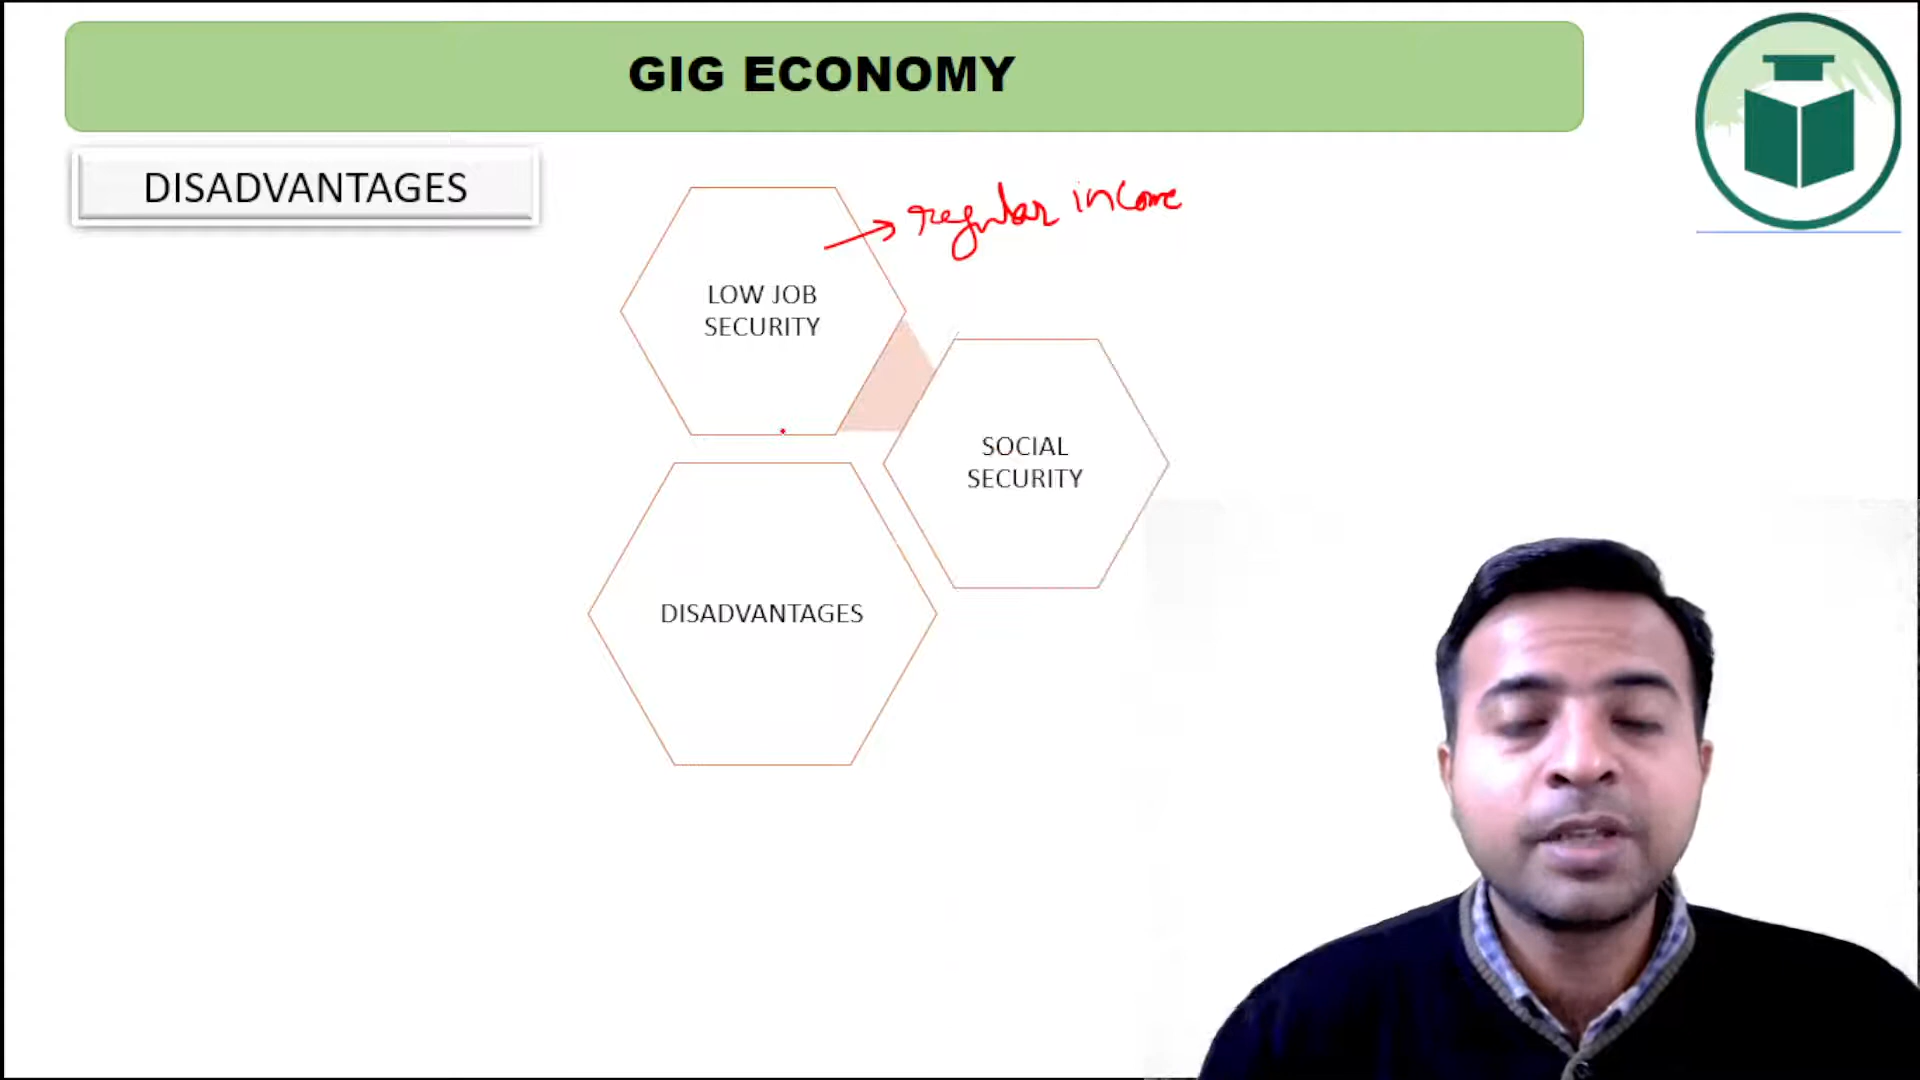 GIG ECONOMY
DISADVANTAGES
regular income
LOW JOB
SECURITY
SOCIAL
SECURITY
DISADVANTAGES